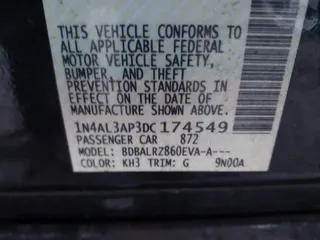 THIS VEHICLE CONFORMS TO
ALL APPLICABLE FEDERAL
MOTOR VEHICLE SAFETY,
BUMPER, AND THEFT
PREVENTION STANDARDS IN
EFFECT ON THE DATE OF
MANUFACTURE SHOWN ABOVE.
1N4AL3AP3DC174549
PASSENGER CAR 872
MODEL: BDBALRZ860EVA-A---
COLOR: KH3 TRIM: G 9N00A